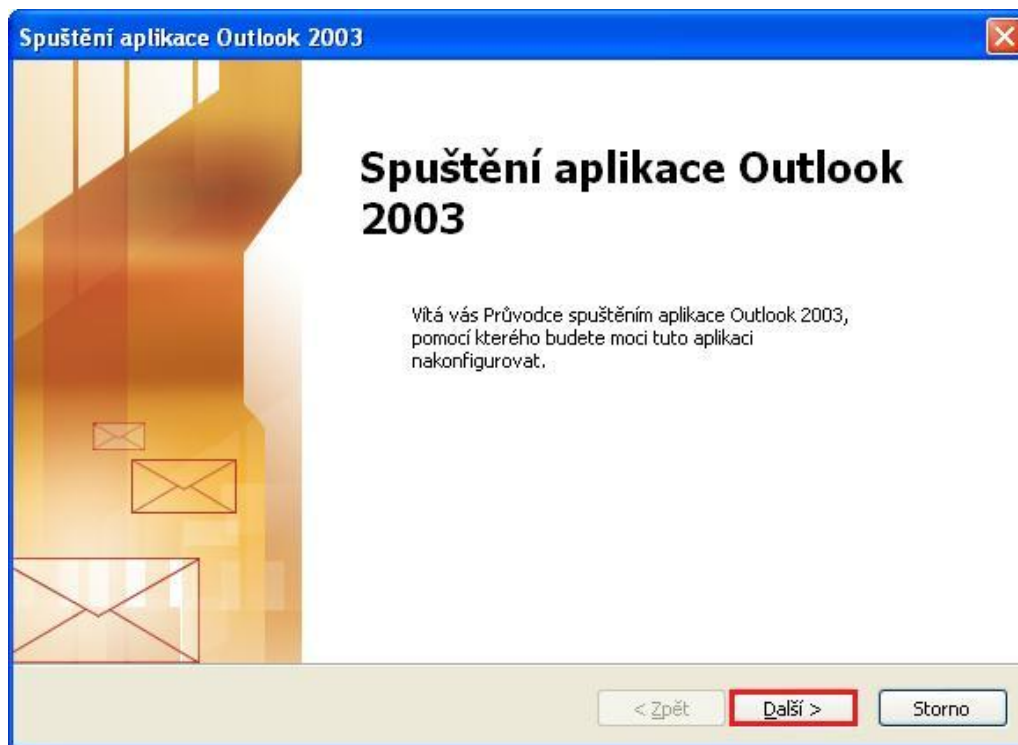 Spuštění aplikace Outlook 2003
Spuštění aplikace Outlook
2003
Vítá vás Průvodce spuštěním aplikace Outlook 2003,
pomocí kterého budete moci tuto aplikaci
nakonfigurovat.
< Zpět
Další >
Storno